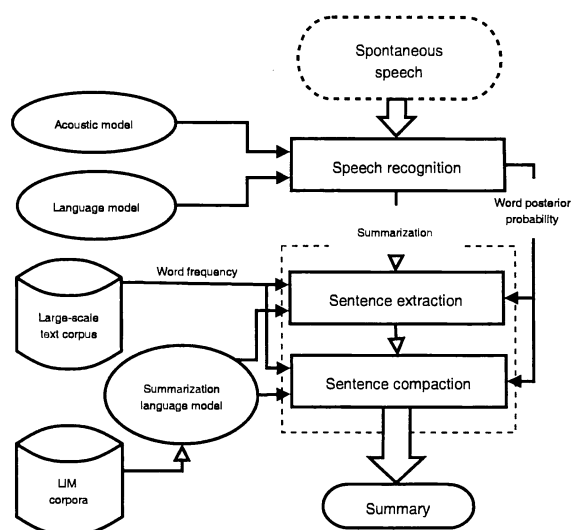 Spontaneous
speech
Acoustic model
Speech recognition
Language model
Word posterior
probability
Summarization
Word frequency
Large-scale
text corpus
Sentence extraction
Summarization
language model
Sentence compaction
LIM
corpora
Summary